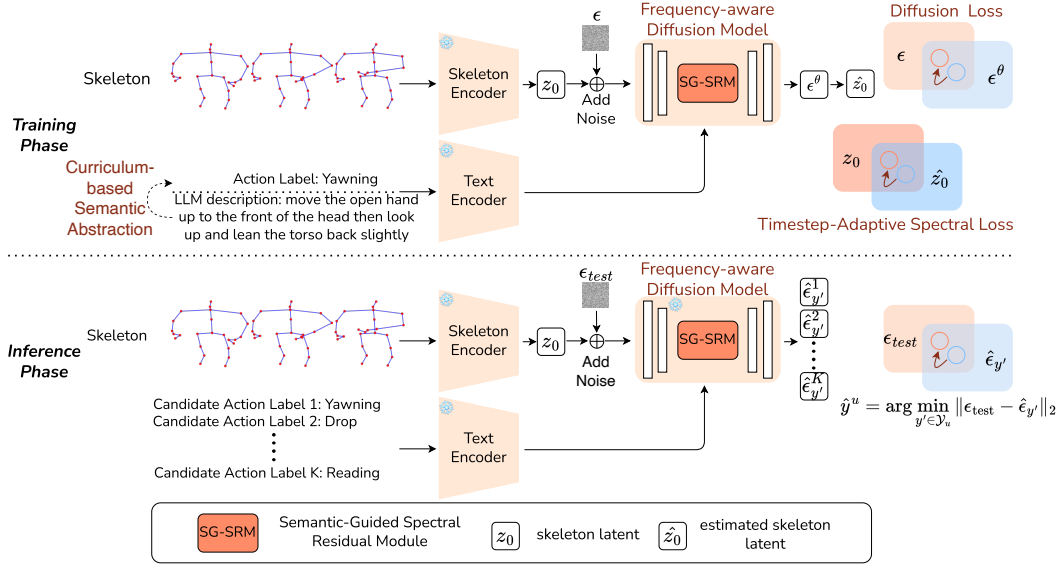 Frequency-aware
Diffusion Model
Diffusion Loss
Skeleton
Skeleton
Encoder
z₀
ϵ
Add
Noise
SG-SRM
ϵ^θ
ẑ₀
ϵ
ϵ^θ
Training
Phase
Curriculum-
based
Semantic
Abstraction
Action Label: Yawning
LLM description: move the open hand
up to the front of the head then look
up and lean the torso back slightly
Text
Encoder
z₀
ẑ₀
Timestep-Adaptive Spectral Loss
Frequency-aware
Diffusion Model
Skeleton
Inference
Phase
Skeleton
Encoder
z₀
ϵ_test
Add
Noise
SG-SRM
ϵ̂^1_y′
ϵ̂^2_y′
ϵ̂^K_y′
ϵ_test
ϵ̂_y′
ŷ^u = arg min_{y′∈𝒴_u} ‖ϵ_test − ϵ̂_y′‖₂
Candidate Action Label 1: Yawning
Candidate Action Label 2: Drop
Candidate Action Label K: Reading
Text
Encoder
SG-SRM
Semantic-Guided Spectral
Residual Module
z₀
skeleton latent
ẑ₀
estimated skeleton
latent